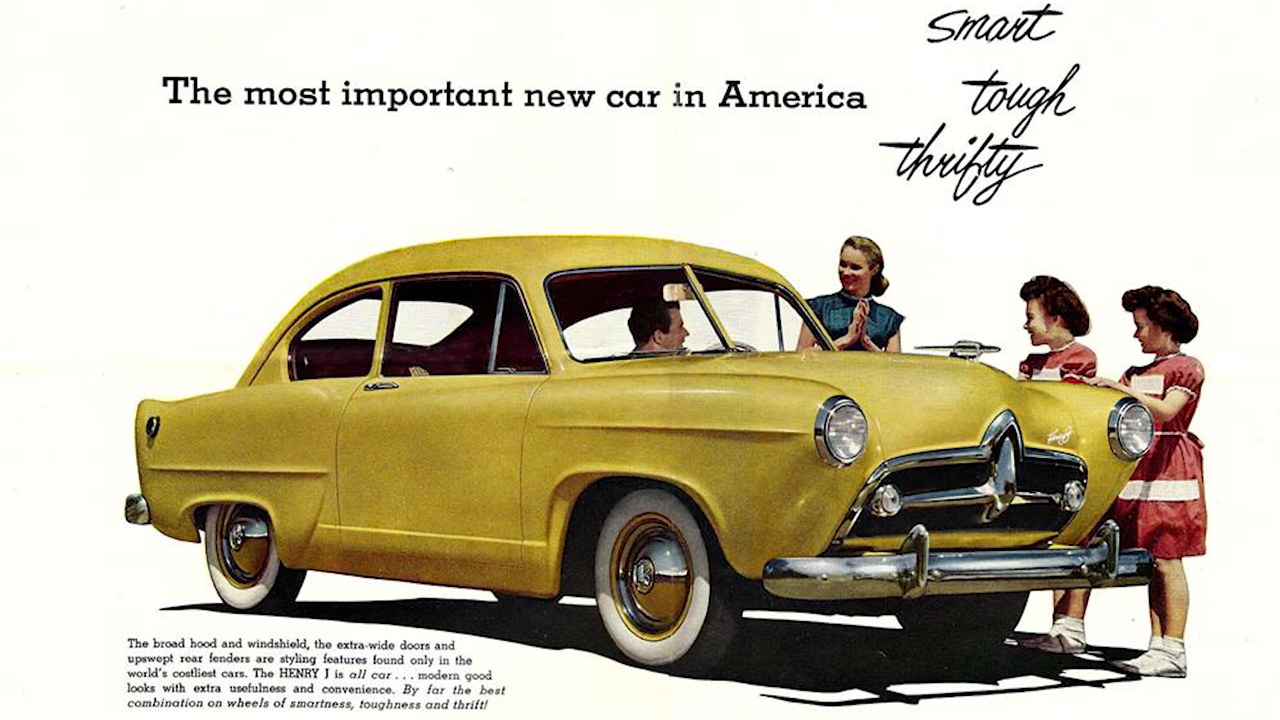 The most important new car in America
Smart
tough
thrifty
Henry J
K
The broad hood and windshield, the extra-wide doors and
upswept rear fenders are styling features found only in the
world's costliest cars. The HENRY J is all car . . . modern good
looks with extra usefulness and convenience. By far the best
combination on wheels of smartness, toughness and thrift!